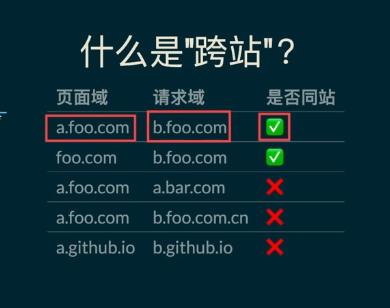 什么是"跨站"？
页面域 请求域 是否同站
a.foo.com b.foo.com ✅
foo.com b.foo.com ✅
a.foo.com a.bar.com ❌
a.foo.com b.foo.com.cn ❌
a.github.io b.github.io ❌